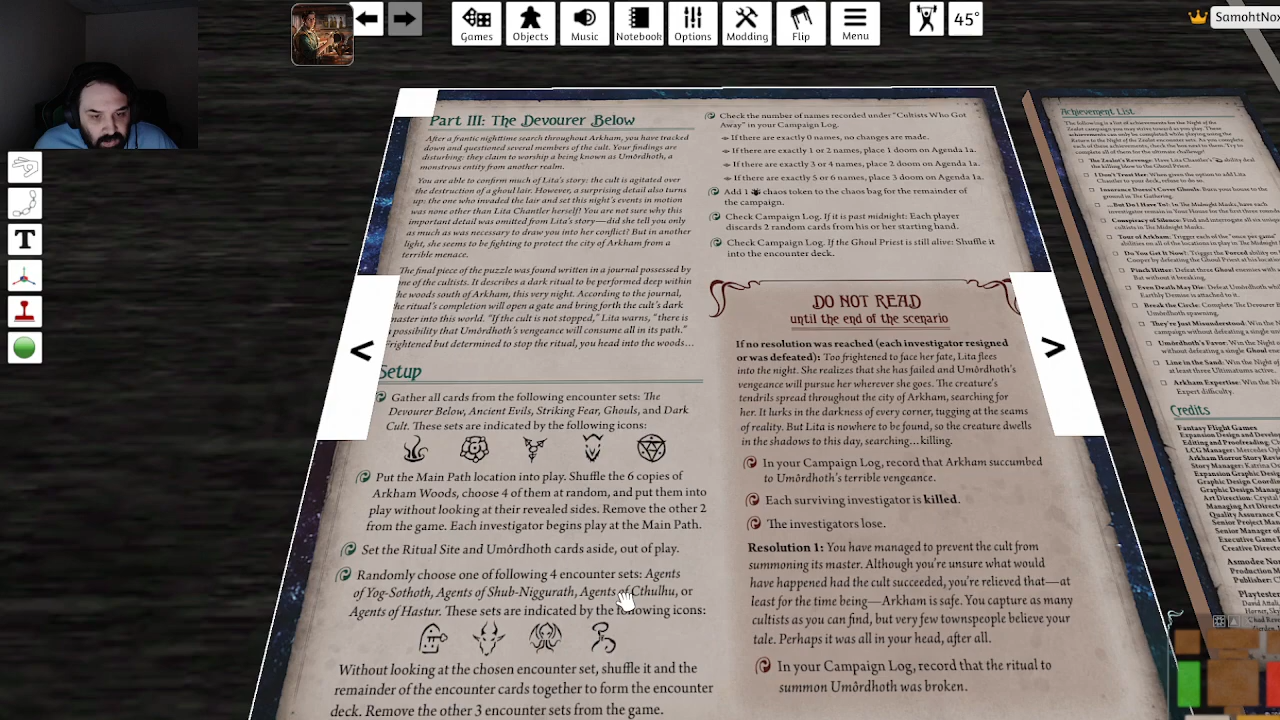 Games
Objects
Music
Notebook
Options
Modding
Flip
Menu
45°
SamohtNox
Part III: The Devourer Below
After a frantic nighttime search throughout Arkham, you have tracked
down and questioned several members of the cult. Your findings are
disturbing: they claim to worship a being known as Umôrdhoth, a
monstrous entity from another realm.
You are able to confirm much of Lita's story: the cult is agitated over
the destruction of a ghoul lair. However, a surprising detail also turns
up: the one who invaded the lair and set this night's events in motion
was none other than Lita Chantler herself! You are not sure why this
important detail was omitted from Lita's story—did she tell you only
as much as was necessary to draw you into her conflict? But in another
light, she seems to be fighting to protect the city of Arkham from a
terrible menace.
The final piece of the puzzle was found written in a journal possessed by
one of the cultists. It describes a dark ritual to be performed deep within
the woods south of Arkham, this very night. According to the journal,
the ritual's completion will open a gate and bring forth the cult's dark
master into this world. "If the cult is not stopped," Lita warns, "there is
possibility that Umôrdhoth's vengeance will consume all in its path."
Frightened but determined to stop the ritual, you head into the woods…
Setup
Gather all cards from the following encounter sets: The
Devourer Below, Ancient Evils, Striking Fear, Ghouls, and Dark
Cult. These sets are indicated by the following icons:
Put the Main Path location into play. Shuffle the 6 copies of
Arkham Woods, choose 4 of them at random, and put them into
play without looking at their revealed sides. Remove the other 2
from the game. Each investigator begins play at the Main Path.
Set the Ritual Site and Umôrdhoth cards aside, out of play.
Randomly choose one of following 4 encounter sets: Agents
of Yog-Sothoth, Agents of Shub-Niggurath, Agents of Cthulhu, or
Agents of Hastur. These sets are indicated by the following icons:
Without looking at the chosen encounter set, shuffle it and the
remainder of the encounter cards together to form the encounter
deck. Remove the other 3 encounter sets from the game.
Check the number of names recorded under "Cultists Who Got
Away" in your Campaign Log.
If there are exactly 0 names, no changes are made.
If there are exactly 1 or 2 names, place 1 doom on Agenda 1a.
If there are exactly 3 or 4 names, place 2 doom on Agenda 1a.
If there are exactly 5 or 6 names, place 3 doom on Agenda 1a.
Add 1 chaos token to the chaos bag for the remainder of
the campaign.
Check Campaign Log. If it is past midnight: Each player
discards 2 random cards from his or her starting hand.
Check Campaign Log. If the Ghoul Priest is still alive: Shuffle it
into the encounter deck.
DO NOT READ
until the end of the scenario
If no resolution was reached (each investigator resigned
or was defeated): Too frightened to face her fate, Lita flees
into the night. She realizes that she has failed and Umôrdhoth's
vengeance will pursue her wherever she goes. The creature's
tendrils spread throughout the city of Arkham, searching for
her. It lurks in the darkness of every corner, tugging at the seams
of reality. But Lita is nowhere to be found, so the creature dwells
in the shadows to this day, searching…killing.
In your Campaign Log, record that Arkham succumbed
to Umôrdhoth's terrible vengeance.
Each surviving investigator is killed.
The investigators lose.
Resolution 1: You have managed to prevent the cult from
summoning its master. Although you're unsure what would
have happened had the cult succeeded, you're relieved that—at
least for the time being—Arkham is safe. You capture as many
cultists as you can find, but very few townspeople believe your
tale. Perhaps it was all in your head, after all.
In your Campaign Log, record that the ritual to
summon Umôrdhoth was broken.
Achievement List
Credits
Fantasy Flight Games